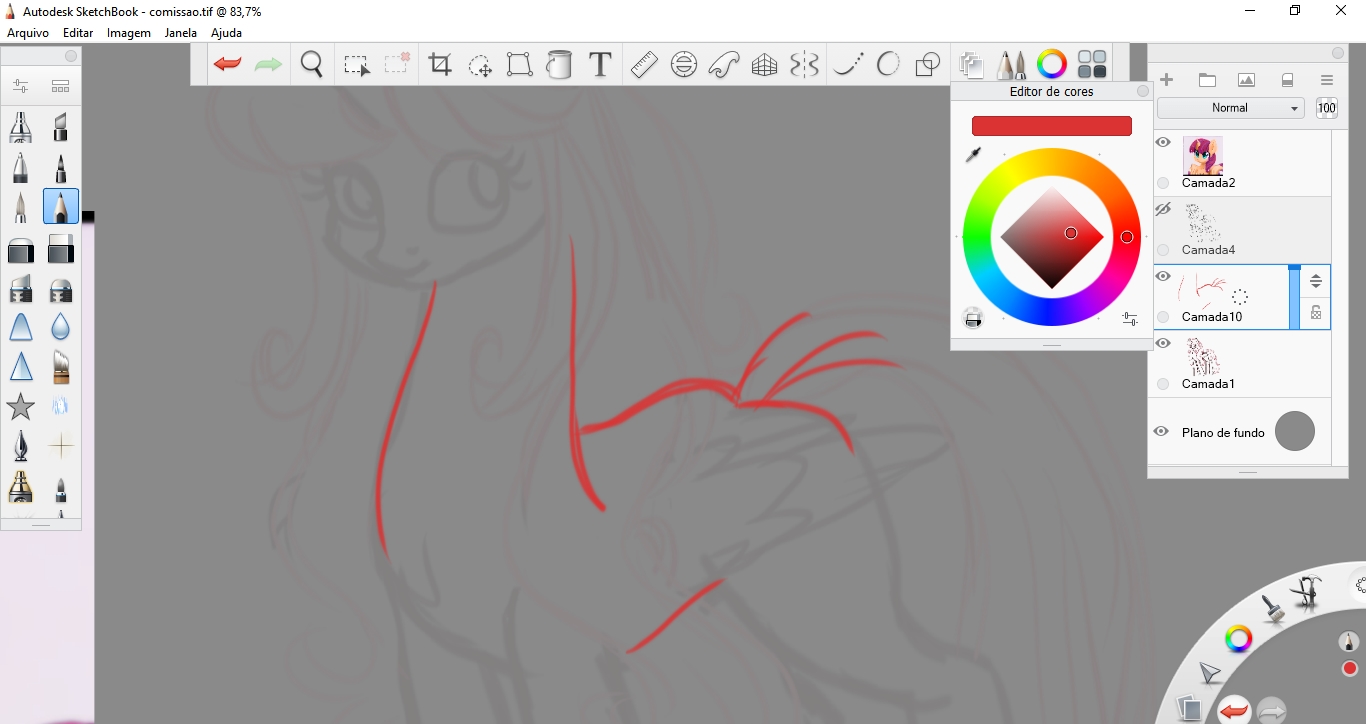 Autodesk SketchBook - comissao.tif @ 83,7%
Arquivo Editar Imagem Janela Ajuda
T
Editor de cores
Normal
100
Camada2
Camada4
Camada10
Camada1
Plano de fundo